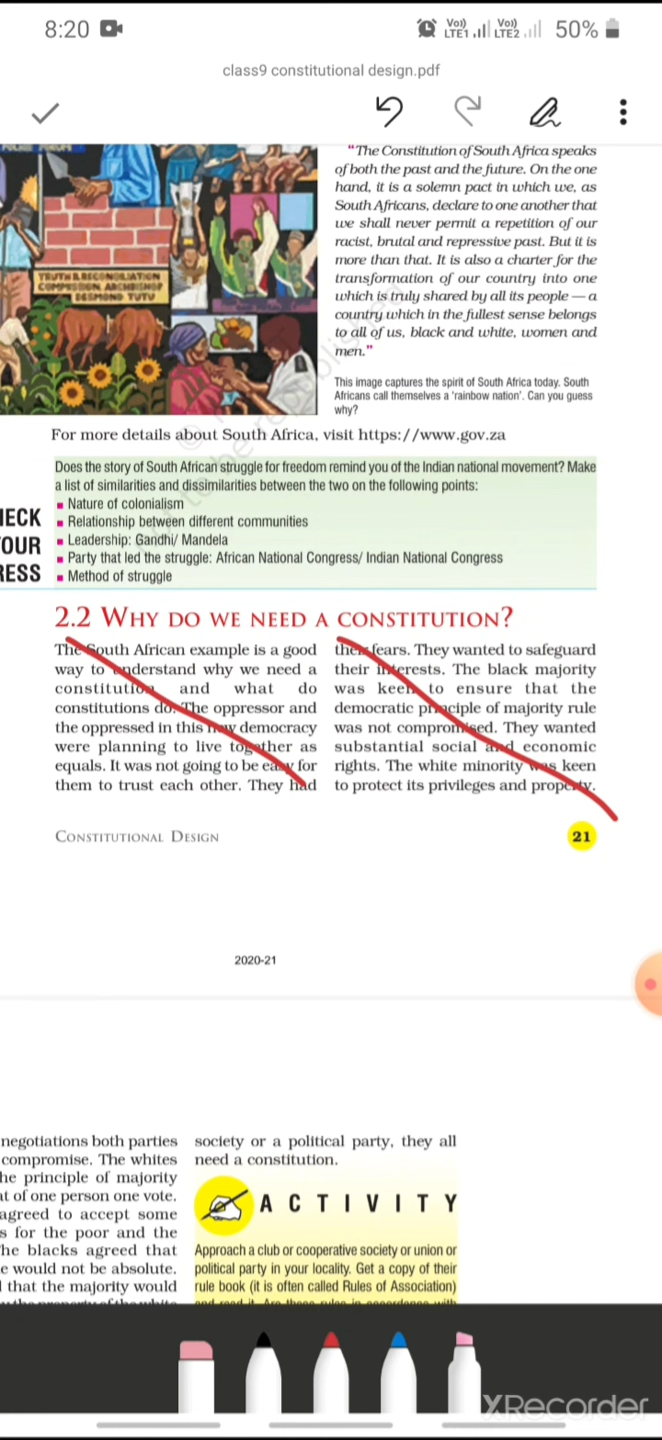 8:20
Vo)) LTE1 Vo)) LTE2 50%
class9 constitutional design.pdf
TRUTH & RECONCILIATION
COMMISSION, ARCHBISHOP
DESMOND TUTU
"The Constitution of South Africa speaks
of both the past and the future. On the one
hand, it is a solemn pact in which we, as
South Africans, declare to one another that
we shall never permit a repetition of our
racist, brutal and repressive past. But it is
more than that. It is also a charter for the
transformation of our country into one
which is truly shared by all its people — a
country which in the fullest sense belongs
to all of us, black and white, women and
men."
This image captures the spirit of South Africa today. South
Africans call themselves a 'rainbow nation'. Can you guess
why?
For more details about South Africa, visit https://www.gov.za
HECK
OUR
RESS
Does the story of South African struggle for freedom remind you of the Indian national movement? Make
a list of similarities and dissimilarities between the two on the following points:
■ Nature of colonialism
■ Relationship between different communities
■ Leadership: Gandhi/ Mandela
■ Party that led the struggle: African National Congress/ Indian National Congress
■ Method of struggle
2.2 WHY DO WE NEED A CONSTITUTION?
The South African example is a good
way to understand why we need a
constitution and what do
constitutions do. The oppressor and
the oppressed in this new democracy
were planning to live together as
equals. It was not going to be easy for
them to trust each other. They had
their fears. They wanted to safeguard
their interests. The black majority
was keen to ensure that the
democratic principle of majority rule
was not compromised. They wanted
substantial social and economic
rights. The white minority was keen
to protect its privileges and property.
CONSTITUTIONAL DESIGN
21
2020-21
negotiations both parties
compromise. The whites
he principle of majority
at of one person one vote.
agreed to accept some
s for the poor and the
he blacks agreed that
e would not be absolute.
that the majority would
society or a political party, they all
need a constitution.
ACTIVITY
Approach a club or cooperative society or union or
political party in your locality. Get a copy of their
rule book (it is often called Rules of Association)
XRecorder